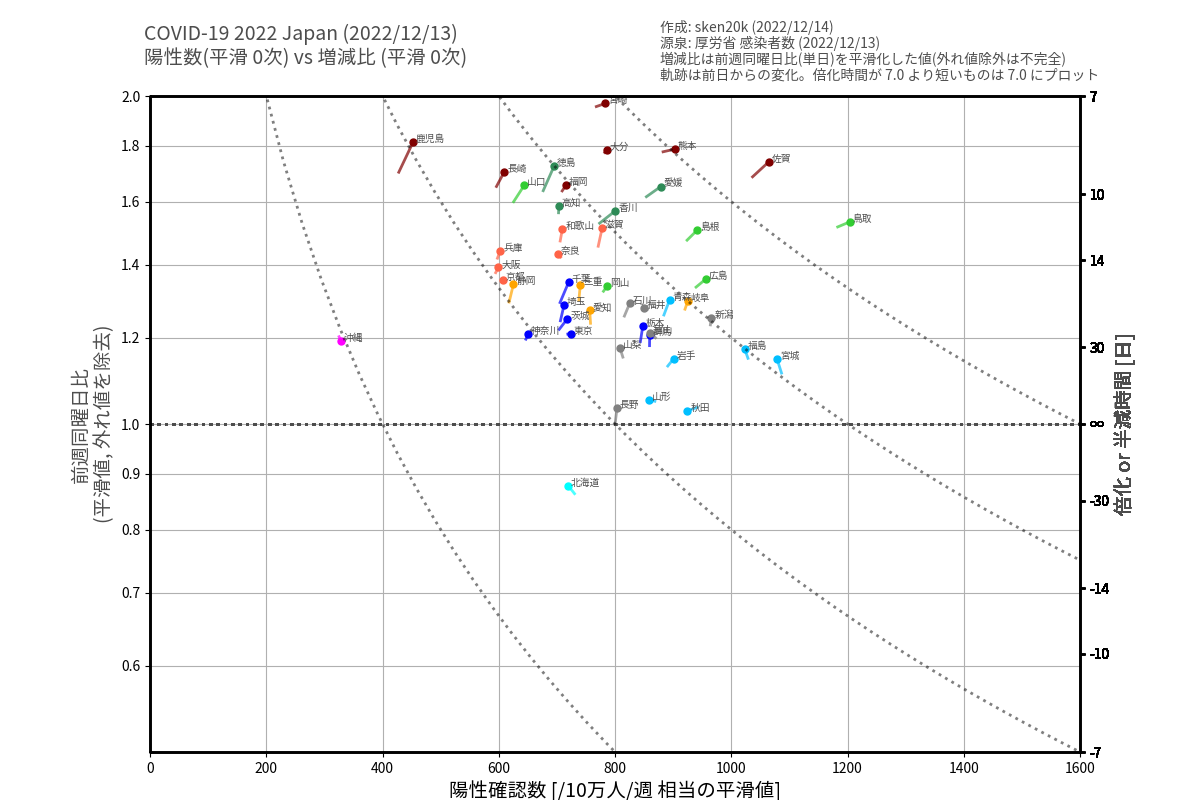 COVID-19 2022 Japan (2022/12/13)
陽性数(平滑 0次) vs 増減比 (平滑 0次)
作成: sken20k (2022/12/14)
源泉: 厚労省 感染者数 (2022/12/13)
増減比は前週同曜日比(単日)を平滑化した値(外れ値除外は不完全)
軌跡は前日からの変化。倍化時間が 7.0 より短いものは 7.0 にプロット
2.0
1.8
1.6
1.4
1.2
1.0
0.9
0.8
0.7
0.6
前週同曜日比
(平滑値, 外れ値を除去)
宮崎
鹿児島
大分
熊本
佐賀
長崎
徳島
山口
福岡
愛媛
高知
香川
鳥取
和歌山
滋賀
島根
兵庫
奈良
大阪
京都
静岡
千葉
三重
岡山
広島
埼玉
愛知
石川
福井
青森
岐阜
新潟
茨城
神奈川
東京
栃木
沖縄
山梨
岩手
福島
宮城
長野
山形
秋田
北海道
7
10
14
30
∞
-30
-14
-10
-7
倍化 or 半減時間 [日]
0
200
400
600
800
1000
1200
1400
1600
陽性確認数 [/10万人/週 相当の平滑値]